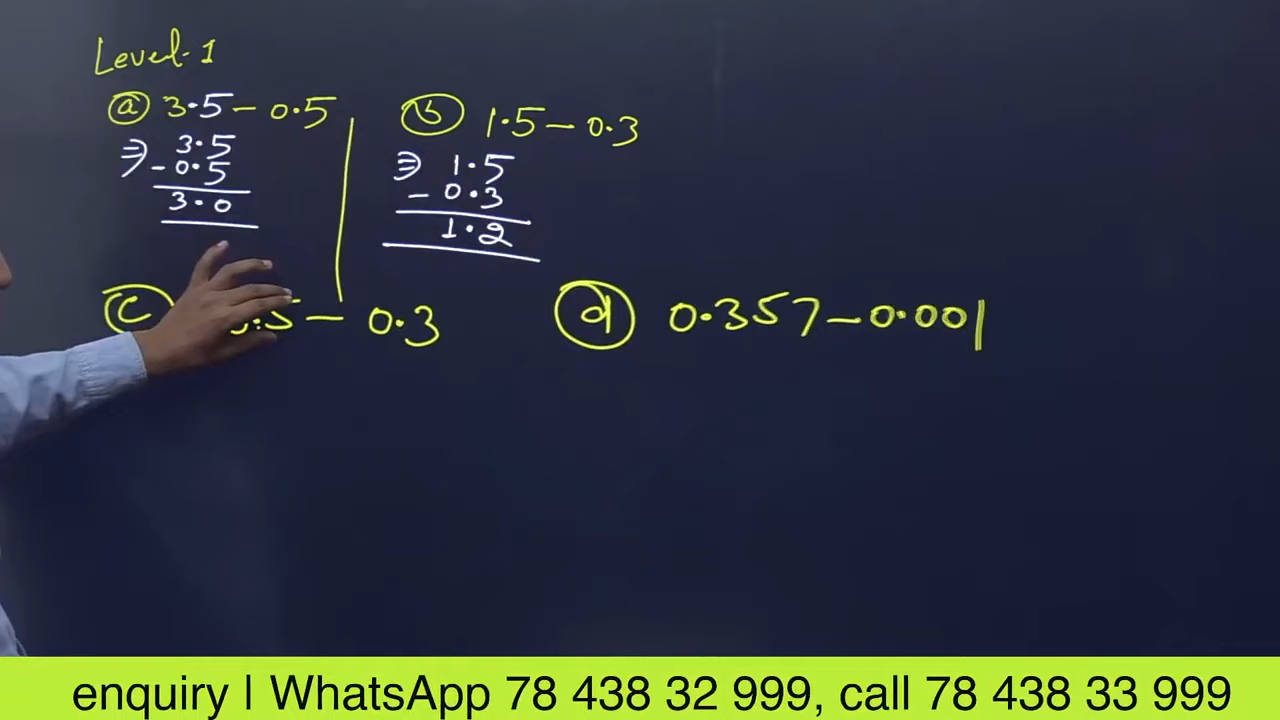 Level-1
(a) 3.5 - 0.5
⇒ 3.5
- 0.5
3.0
(b) 1.5 - 0.3
⇒ 1.5
- 0.3
1.2
(c) .5 - 0.3
(d) 0.357 - 0.001
enquiry | WhatsApp 78 438 32 999, call 78 438 33 999